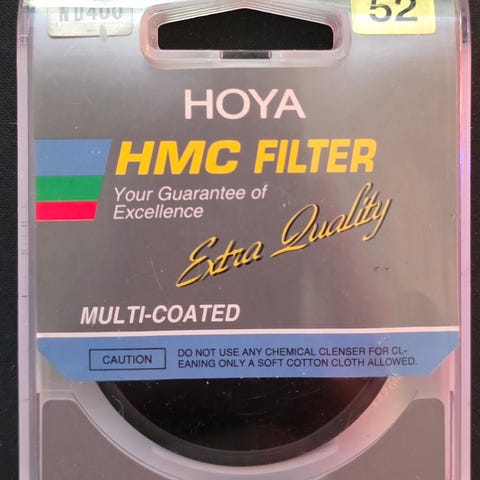 ND400
52
HOYA
HMC FILTER
Your Guarantee of
Excellence
Extra Quality
MULTI-COATED
CAUTION
DO NOT USE ANY CHEMICAL CLENSER FOR CL-
EANING ONLY A SOFT COTTON CLOTH ALLOWED.